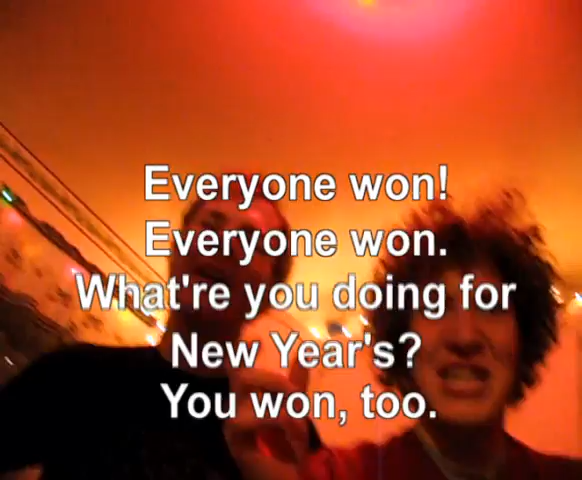 Everyone won!
Everyone won.
What're you doing for
New Year's?
You won, too.